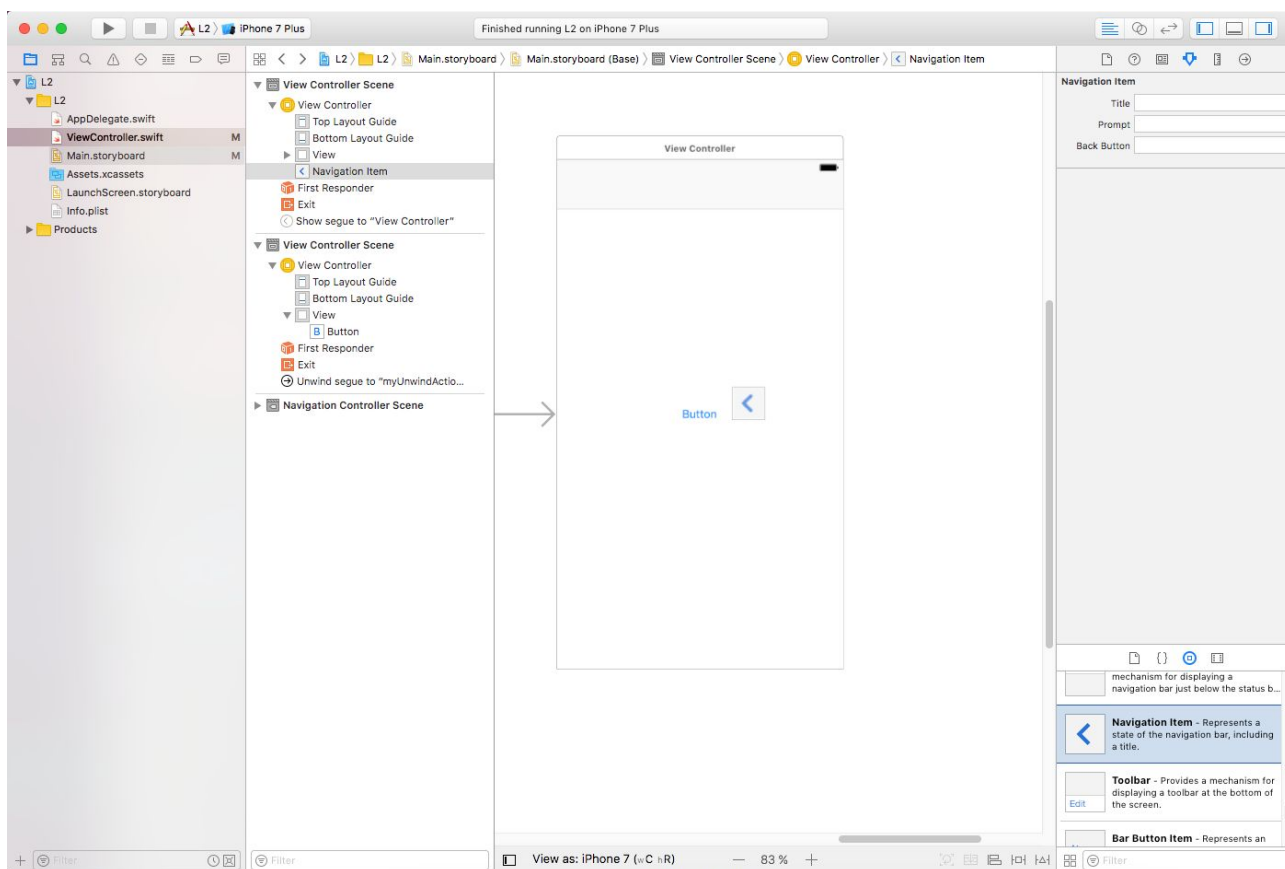 L2 〉 iPhone 7 Plus
Finished running L2 on iPhone 7 Plus
L2 〉 L2 〉 Main.storyboard 〉 Main.storyboard (Base) 〉 View Controller Scene 〉 View Controller 〉 Navigation Item
L2
L2
AppDelegate.swift
ViewController.swift M
Main.storyboard M
Assets.xcassets
LaunchScreen.storyboard
Info.plist
Products
Filter
View Controller Scene
View Controller
Top Layout Guide
Bottom Layout Guide
View
Navigation Item
First Responder
Exit
Show segue to “View Controller”
View Controller Scene
View Controller
Top Layout Guide
Bottom Layout Guide
View
B Button
First Responder
Exit
Unwind segue to “myUnwindActio...
Navigation Controller Scene
Filter
View Controller
Button
View as: iPhone 7 (wC hR) — 83 % +
Navigation Item
Title
Prompt
Back Button
{}
mechanism for displaying a
navigation bar just below the status b...
Navigation Item - Represents a
state of the navigation bar, including
a title.
Toolbar - Provides a mechanism for
displaying a toolbar at the bottom of
the screen.
Edit
Bar Button Item - Represents an
Filter